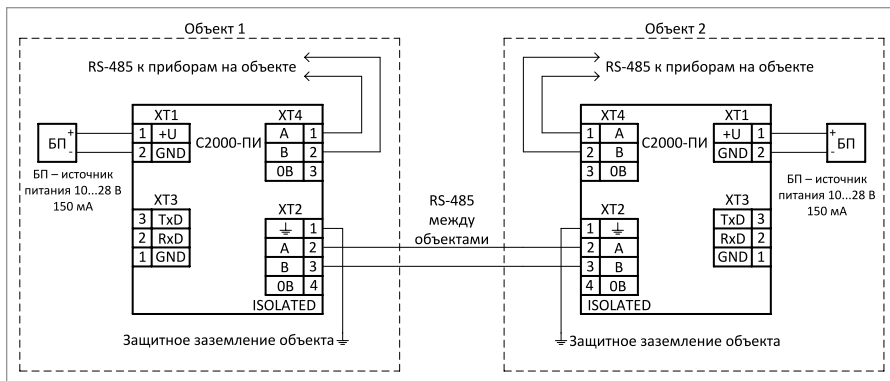 Объект 1
RS-485 к приборам на объекте
XT1
1 +U
2 GND
С2000-ПИ
XT4
A 1
B 2
0B 3
+
-
БП
БП – источник
питания 10...28 В
150 мА
XT3
3 TxD
2 RxD
1 GND
XT2
1
A 2
B 3
0B 4
ISOLATED
Защитное заземление объекта
RS-485
между
объектами
Объект 2
RS-485 к приборам на объекте
XT4
1 A
2 B
3 0B
С2000-ПИ
XT1
+U 1
GND 2
+
-
БП
БП – источник
питания 10...28 В
150 мА
XT3
TxD 3
RxD 2
GND 1
XT2
1
2 A
3 B
4 0B
ISOLATED
Защитное заземление объекта